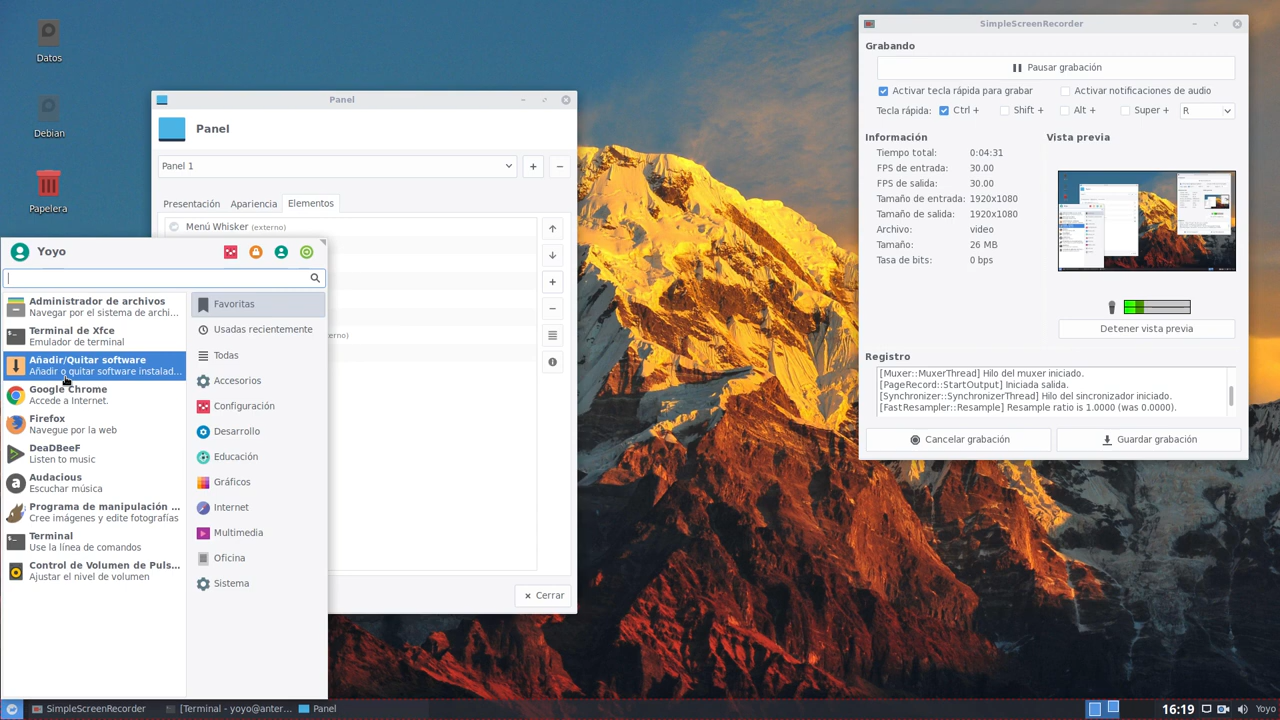 Datos
Debian
Papelera
Panel
Panel
Panel 1
Presentación
Apariencia
Elementos
Menú Whisker (externo)
Cerrar
Yoyo
Administrador de archivos
Navegar por el sistema de archi...
Terminal de Xfce
Emulador de terminal
Añadir/Quitar software
Añadir o quitar software instalad...
Google Chrome
Accede a Internet.
Firefox
Navegue por la web
DeaDBeeF
Listen to music
Audacious
Escuchar música
Programa de manipulación ...
Cree imágenes y edite fotografías
Terminal
Use la línea de comandos
Control de Volumen de Puls...
Ajustar el nivel de volumen
Favoritas
Usadas recientemente
Todas
Accesorios
Configuración
Desarrollo
Educación
Gráficos
Internet
Multimedia
Oficina
Sistema
SimpleScreenRecorder
Grabando
Pausar grabación
Activar tecla rápida para grabar
Activar notificaciones de audio
Tecla rápida: Ctrl + Shift + Alt + Super + R
Información
Tiempo total: 0:04:31
FPS de entrada: 30.00
FPS de salida: 30.00
Tamaño de entrada: 1920x1080
Tamaño de salida: 1920x1080
Archivo: video
Tamaño: 26 MB
Tasa de bits: 0 bps
Vista previa
Detener vista previa
Registro
[Muxer::MuxerThread] Hilo del muxer iniciado.
[PageRecord::StartOutput] Iniciada salida.
[Synchronizer::SynchronizerThread] Hilo del sincronizador iniciado.
[FastResampler::Resample] Resample ratio is 1.0000 (was 0.0000).
Cancelar grabación
Guardar grabación
SimpleScreenRecorder
[Terminal - yoyo@anter...
Panel
16:19
Yoyo